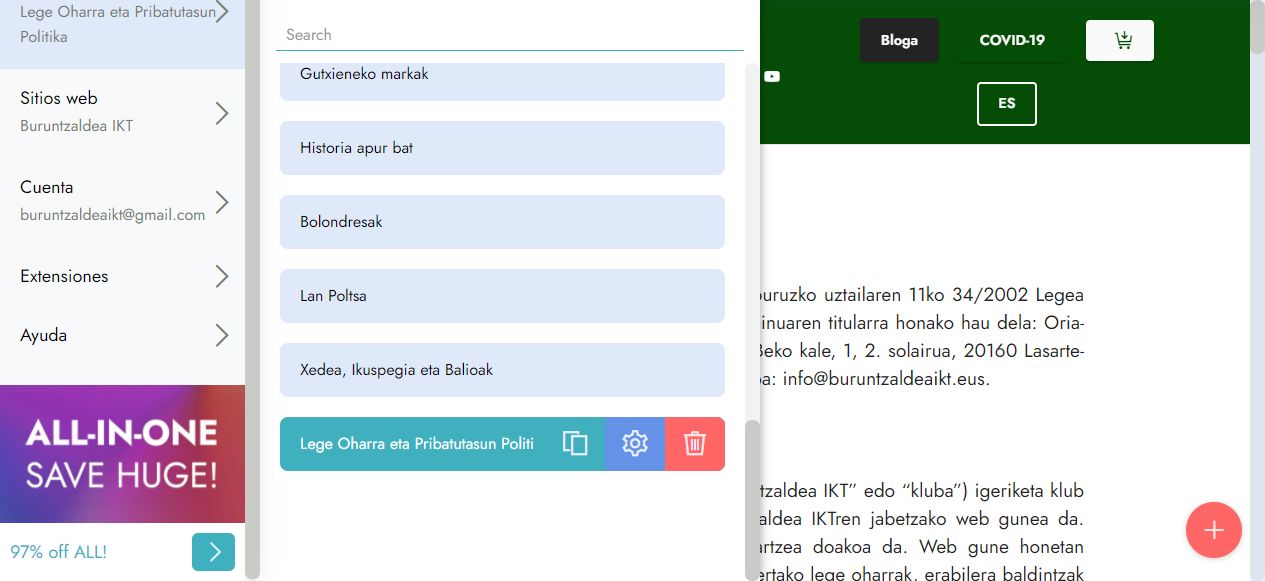 Lege Oharra eta Pribatutasun
Politika
Sitios web
Buruntzaldea IKT
Cuenta
buruntzaldeaikt@gmail.com
Extensiones
Ayuda
ALL-IN-ONE
SAVE HUGE!
97% off ALL!
Search
Gutxieneko markak
Historia apur bat
Bolondresak
Lan Poltsa
Xedea, Ikuspegia eta Balioak
Lege Oharra eta Pribatutasun Politi
Bloga
COVID-19
ES
buruzko uztailaren 11ko 34/2002 Legea
inuaren titularra honako hau dela: Oria-
Beko kale, 1, 2. solairua, 20160 Lasarte-
oa: info@buruntzaldeaikt.eus.
tzaldea IKT” edo “kluba”) igeriketa klub
aldea IKTren jabetzako web gunea da.
artzea doakoa da. Web gune honetan
ertako lege oharrak, erabilera baldintzak